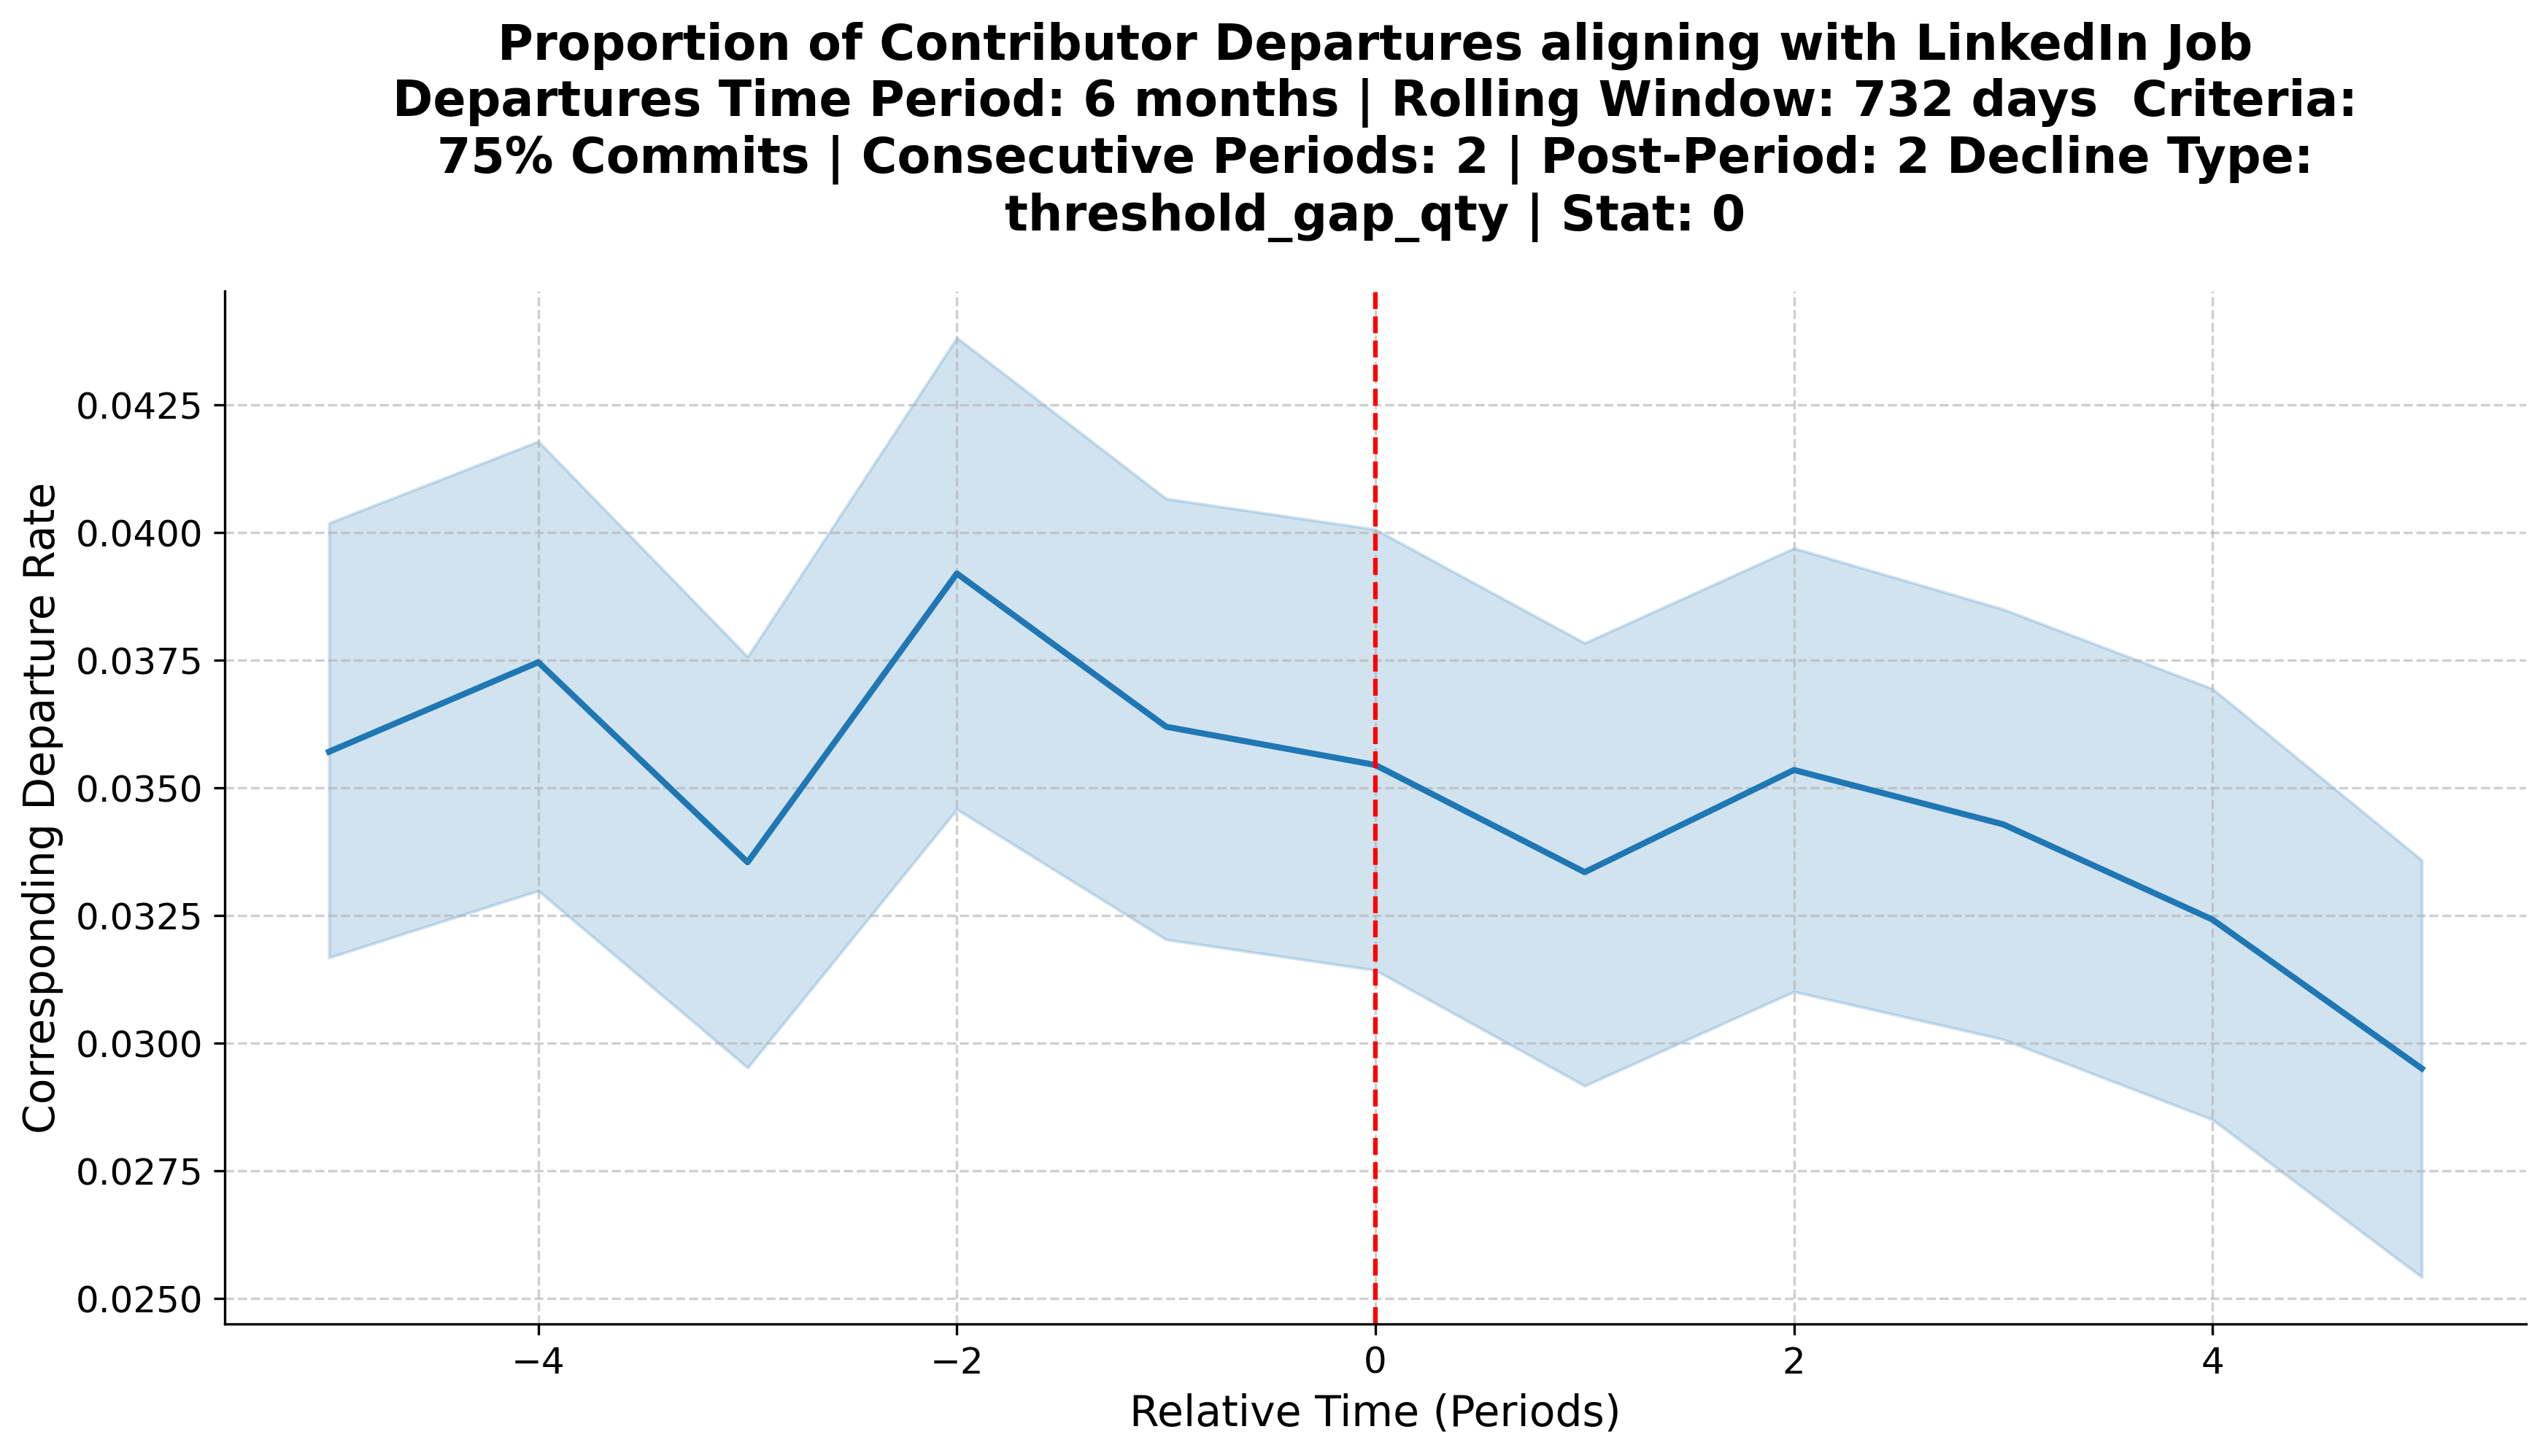 Proportion of Contributor Departures aligning with LinkedIn Job
Departures Time Period: 6 months | Rolling Window: 732 days  Criteria:
75% Commits | Consecutive Periods: 2 | Post-Period: 2 Decline Type:
threshold_gap_qty | Stat: 0
Corresponding Departure Rate
0.0425
0.0400
0.0375
0.0350
0.0325
0.0300
0.0275
0.0250
−4
−2
0
2
4
Relative Time (Periods)